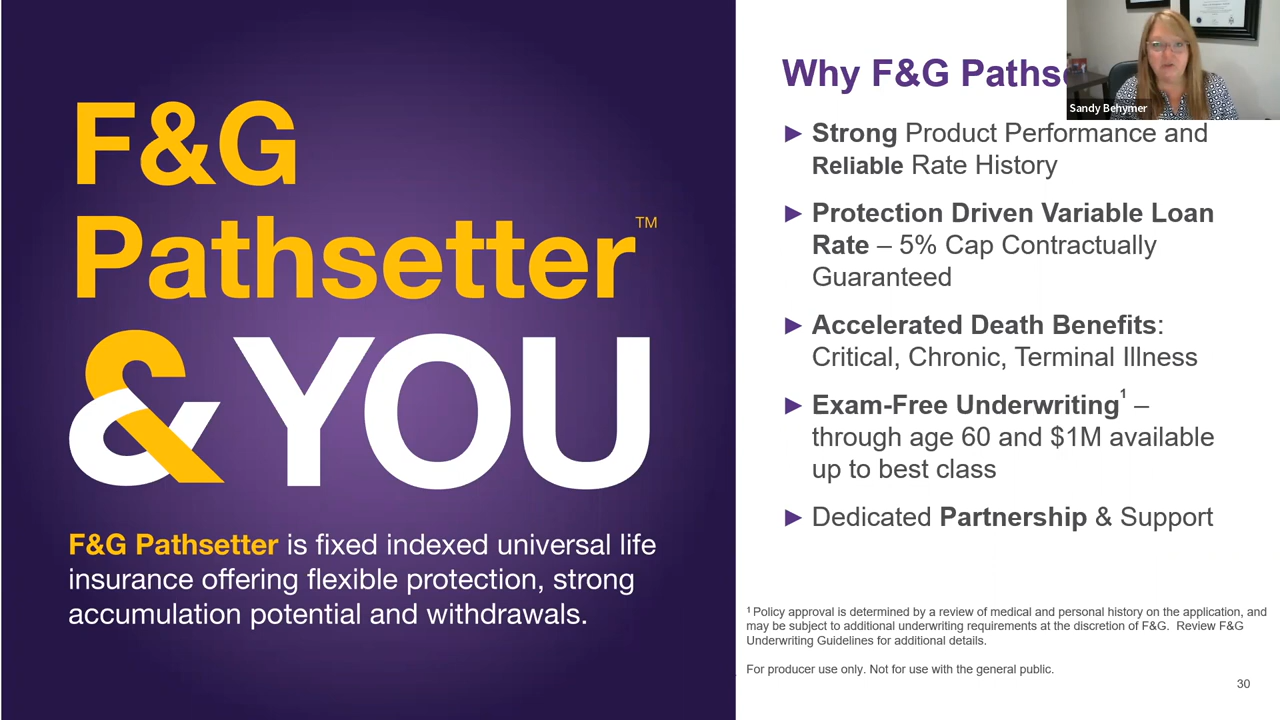 F&G
Pathsetter™
& YOU
F&G Pathsetter is fixed indexed universal life
insurance offering flexible protection, strong
accumulation potential and withdrawals.
Why F&G
Sandy Behymer
► Strong Product Performance and
Reliable Rate History
► Protection Driven Variable Loan
Rate – 5% Cap Contractually
Guaranteed
► Accelerated Death Benefits:
Critical, Chronic, Terminal Illness
► Exam-Free Underwriting¹ –
through age 60 and $1M available
up to best class
► Dedicated Partnership & Support
¹ Policy approval is determined by a review of medical and personal history on the application, and
may be subject to additional underwriting requirements at the discretion of F&G. Review F&G
Underwriting Guidelines for additional details.
For producer use only. Not for use with the general public.
30